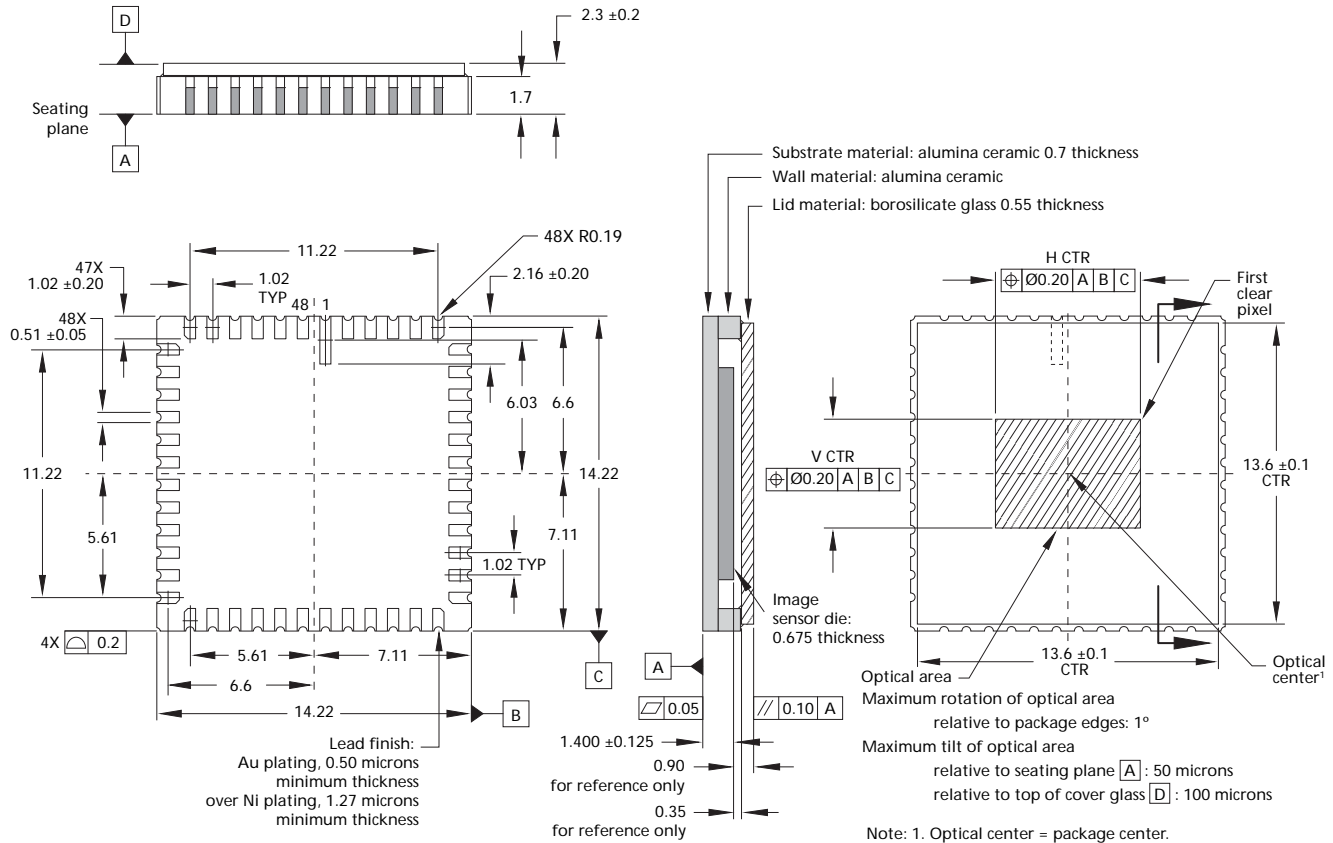 D
2.3 ±0.2
1.7
Seating
plane
A
Substrate material: alumina ceramic 0.7 thickness
Wall material: alumina ceramic
Lid material: borosilicate glass 0.55 thickness
11.22
48X R0.19
47X
1.02 ±0.20
1.02
TYP
48 1
2.16 ±0.20
48X
0.51 ±0.05
6.03
6.6
11.22
14.22
5.61
7.11
1.02 TYP
4X 0.2
5.61
7.11
6.6
14.22
C
B
Lead finish:
Au plating, 0.50 microns
minimum thickness
over Ni plating, 1.27 microns
minimum thickness
H CTR
⌖ Ø0.20 A B C
First
clear
pixel
V CTR
⌖ Ø0.20 A B C
13.6 ±0.1
CTR
Image
sensor die:
0.675 thickness
A
0.05
// 0.10 A
1.400 ±0.125
0.90
for reference only
0.35
for reference only
13.6 ±0.1
CTR
Optical
center¹
Optical area
Maximum rotation of optical area
relative to package edges: 1º
Maximum tilt of optical area
relative to seating plane A : 50 microns
relative to top of cover glass D : 100 microns
Note: 1. Optical center = package center.